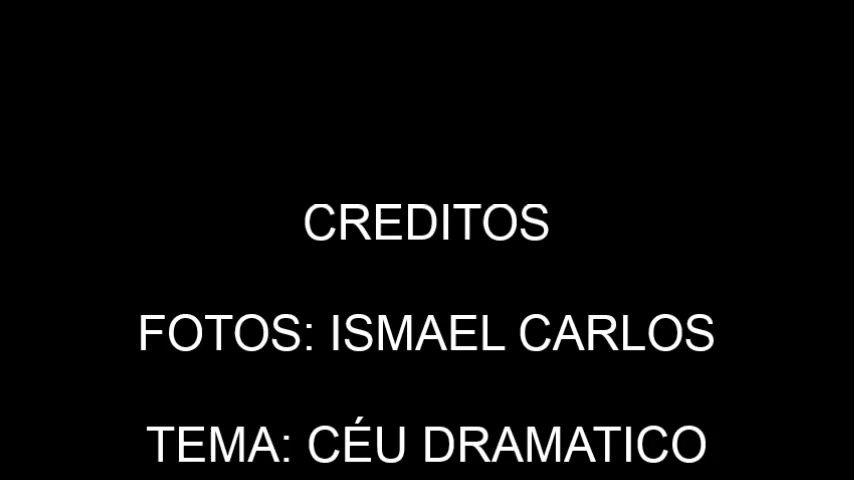 CREDITOS
FOTOS: ISMAEL CARLOS
TEMA: CÉU DRAMATICO